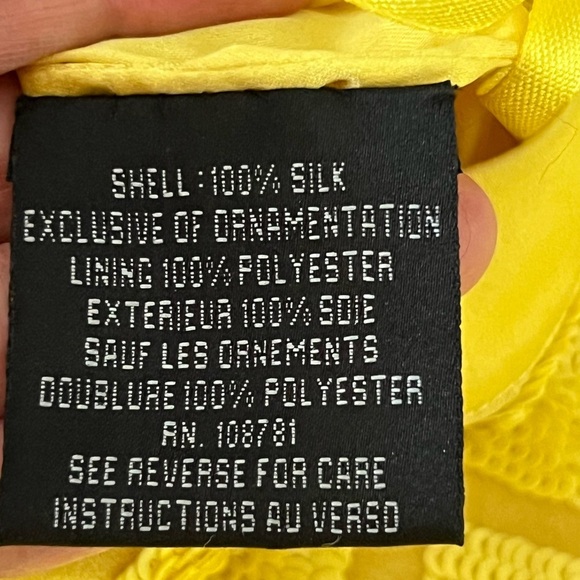 SHELL : 100% SILK
EXCLUSIVE OF ORNAMENTATION
LINING 100% POLYESTER
EXTERIEUR 100% SOIE
SAUF LES ORNEMENTS
DOUBLURE 100% POLYESTER
RN. 108781
SEE REVERSE FOR CARE
INSTRUCTIONS AU VERSO